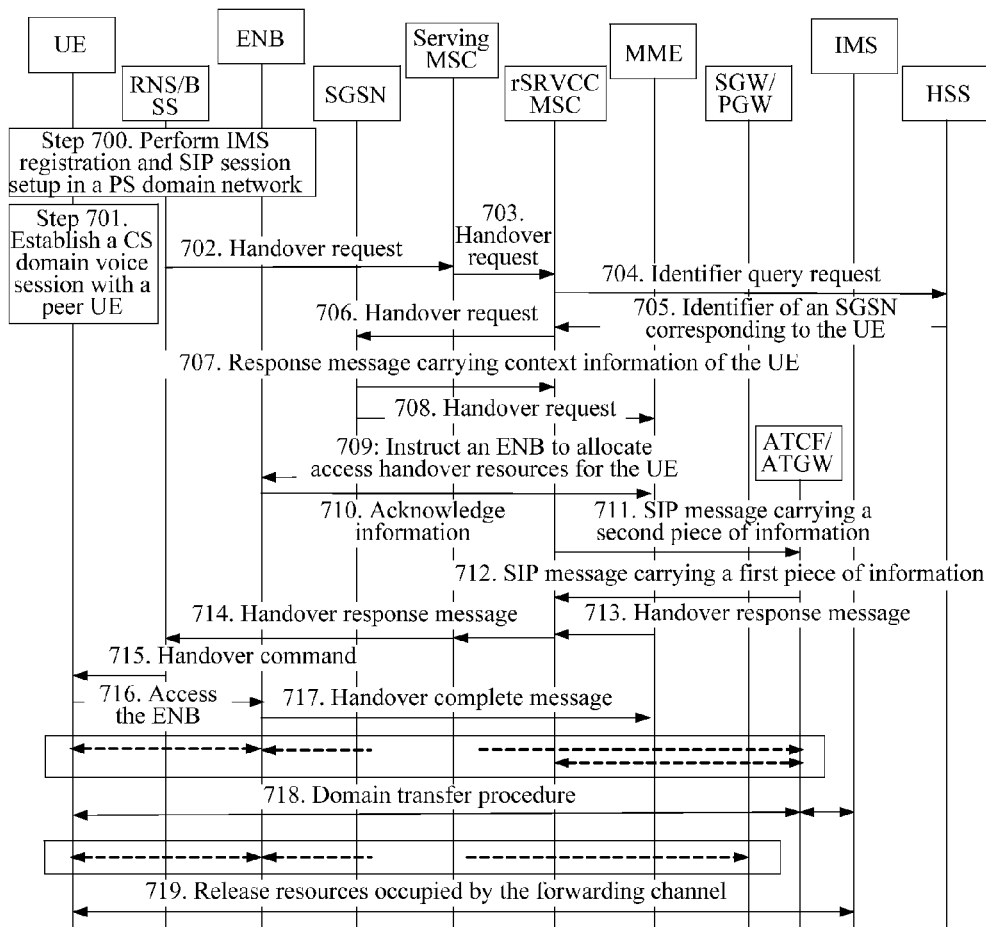 UE
ENB
Serving
MSC
MME
IMS
RNS/B
SS
SGSN
rSRVCC
MSC
SGW/
PGW
HSS
Step 700. Perform IMS
registration and SIP session
setup in a PS domain network
Step 701.
Establish a CS
domain voice
session with a
peer UE
702. Handover request
703.
Handover
request
704. Identifier query request
705. Identifier of an SGSN
corresponding to the UE
706. Handover request
707. Response message carrying context information of the UE
708. Handover request
709: Instruct an ENB to allocate
access handover resources for the UE
ATCF/
ATGW
710. Acknowledge
information
711. SIP message carrying a
second piece of information
712. SIP message carrying a first piece of information
713. Handover response message
714. Handover response message
715. Handover command
716. Access
the ENB
717. Handover complete message
718. Domain transfer procedure
719. Release resources occupied by the forwarding channel